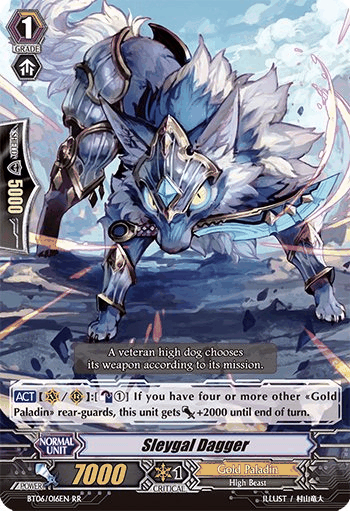 1
GRADE
SHIELD
5000
A veteran high dog chooses
its weapon according to its mission.
ACT [ / ]:[ ①] If you have four or more other «Gold
Paladin» rear-guards, this unit gets +2000 until end of turn.
NORMAL
UNIT
Sleygal Dagger
POWER
7000
1
CRITICAL
Gold Paladin
High Beast
BT06/016EN RR
ILLUST / 村山竜大